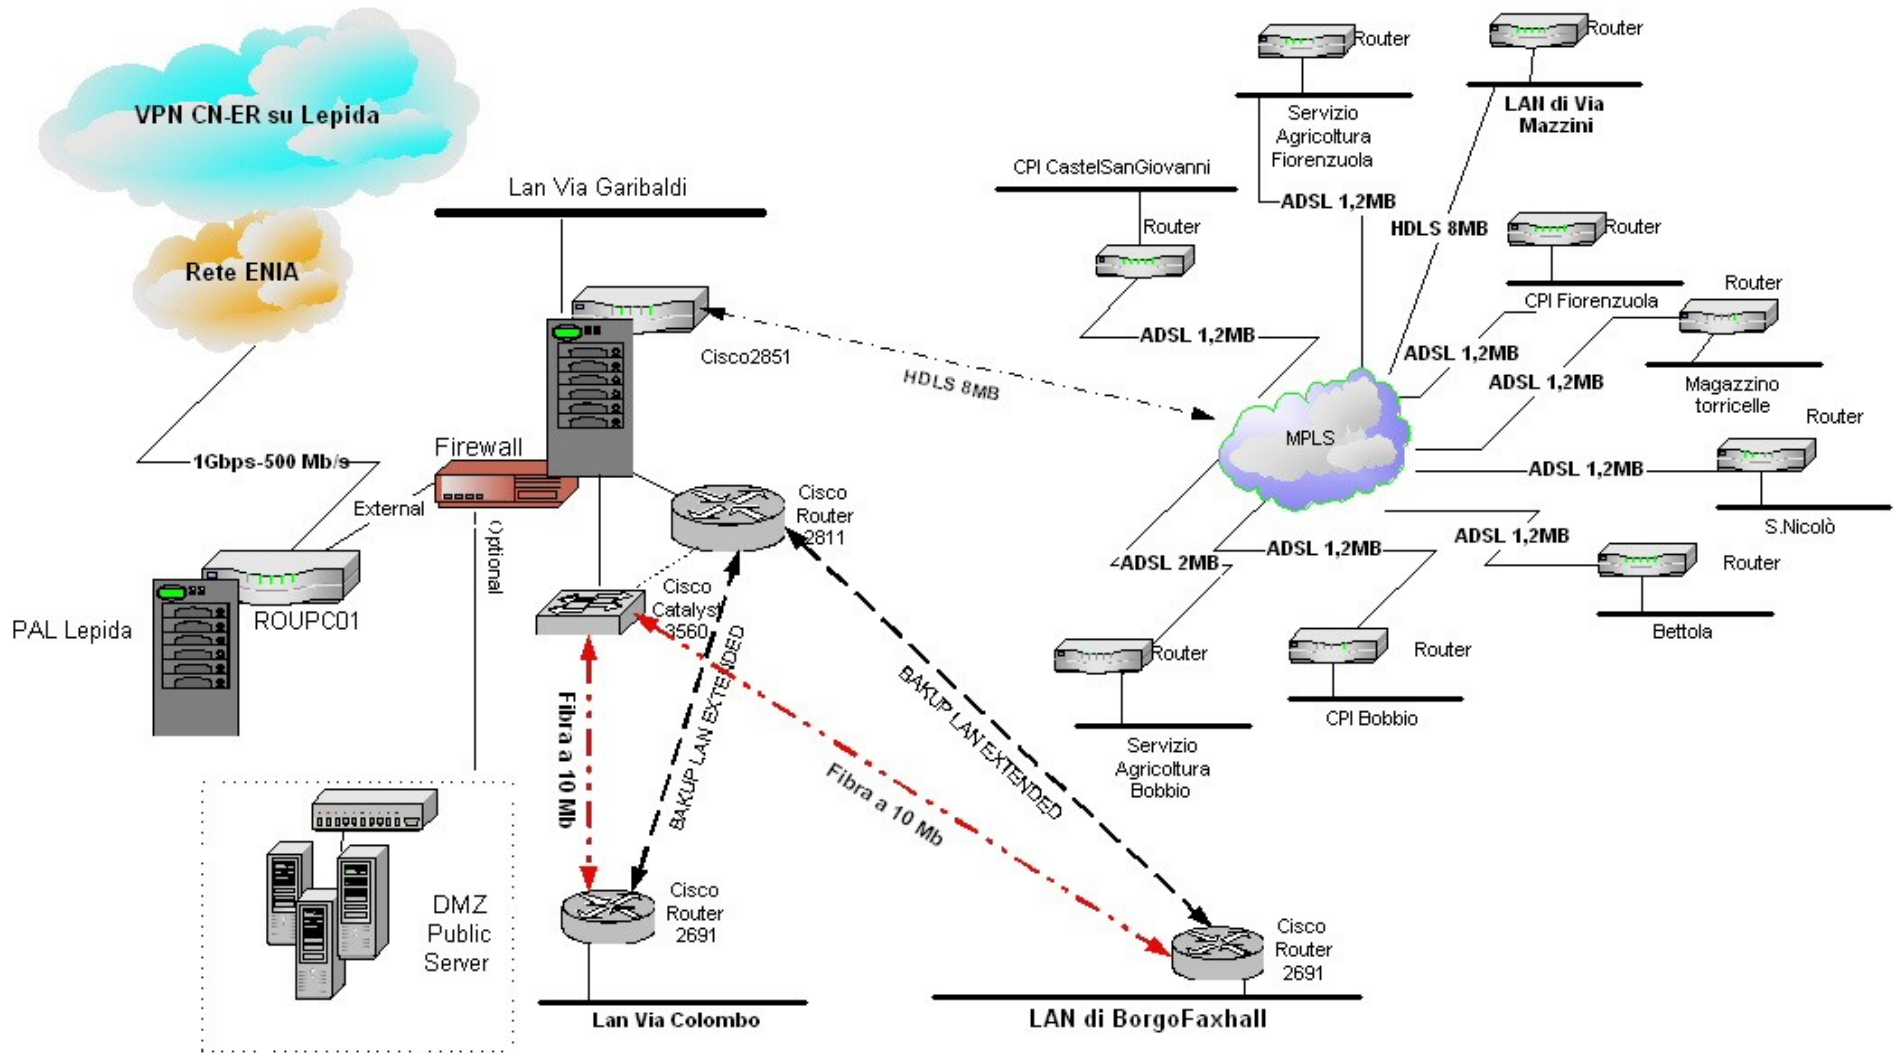 VPN CN-ER su Lepida
Rete ENIA
Lan Via Garibaldi
Cisco2851
HDLS 8MB
Firewall
1Gbps-500 Mb/s
External
Optional
ROUPC01
PAL Lepida
Cisco
Router
2811
Cisco
Catalyst
3560
BAKUP LAN EXTENDED
BAKUP LAN EXTENDED
Fibra a 10 Mb
Fibra a 10 Mb
DMZ
Public
Server
Cisco
Router
2691
Lan Via Colombo
Cisco
Router
2691
LAN di BorgoFaxhall
MPLS
CPI CastelSanGiovanni
Router
ADSL 1,2MB
Router
Servizio
Agricoltura
Fiorenzuola
ADSL 1,2MB
Router
LAN di Via
Mazzini
HDLS 8MB
Router
CPI Fiorenzuola
ADSL 1,2MB
Router
Magazzino
torricelle
ADSL 1,2MB
Router
ADSL 1,2MB
S.Nicolò
ADSL 1,2MB
Router
Bettola
ADSL 1,2MB
Router
CPI Bobbio
ADSL 2MB
Router
Servizio
Agricoltura
Bobbio